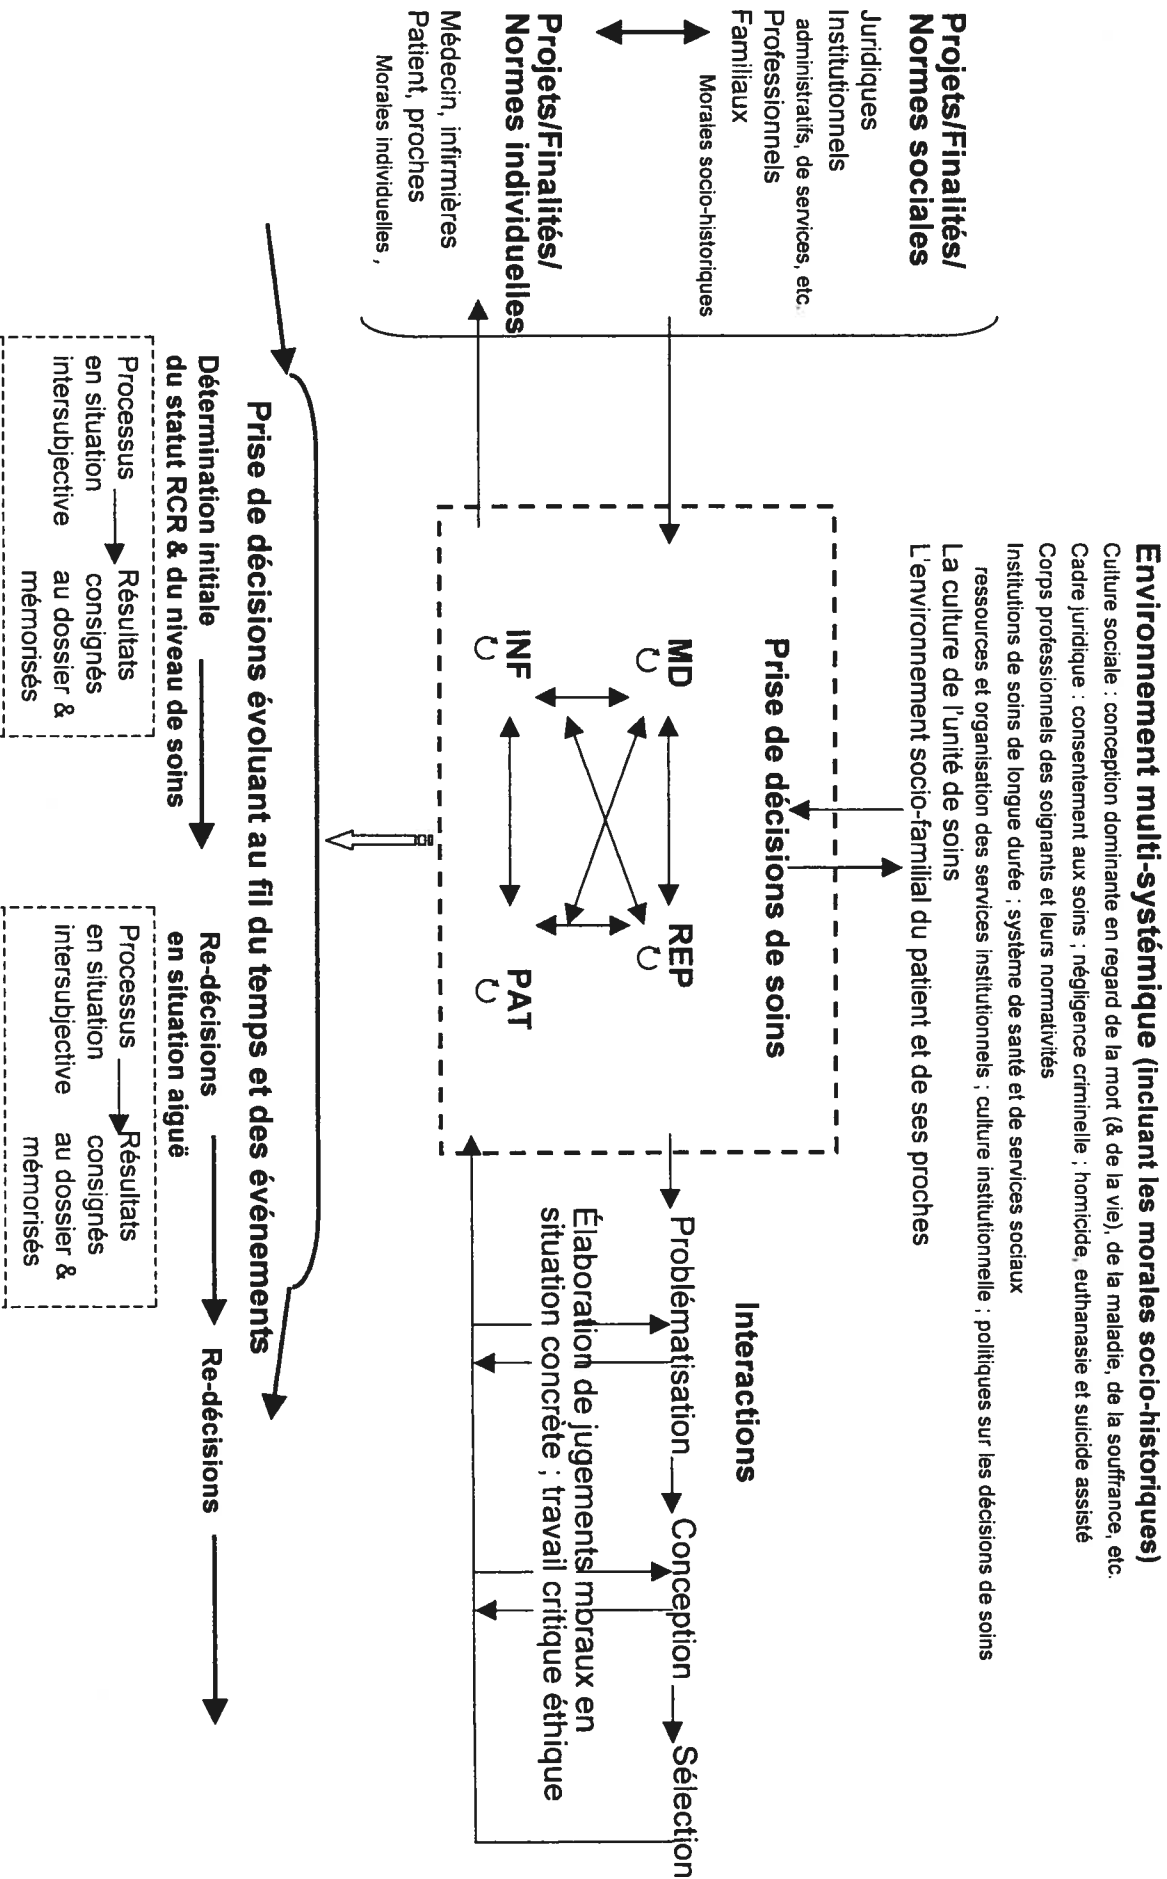 Environnement multi-systémique (incluant les morales socio-historiques)
Culture sociale : conception dominante en regard de la mort (& de la vie), de la maladie, de la souffrance, etc.
Cadre juridique : consentement aux soins ; négligence criminelle ; homicide, euthanasie et suicide assisté
Corps professionnels des soignants et leurs normativités
Institutions de soins de longue durée ; système de santé et de services sociaux
ressources et organisation des services institutionnels ; culture institutionnelle ; politiques sur les décisions de soins
La culture de l'unité de soins
L'environnement socio-familial du patient et de ses proches
Projets/Finalités/
Normes sociales
Juridiques
Institutionnels
administratifs, de services, etc.
Professionnels
Familiaux
Morales socio-historiques
Projets/Finalités/
Normes individuelles
Médecin, infirmières
Patient, proches
Morales individuelles ,
Prise de décisions de soins
MD
REP
INF
PAT
Interactions
Problématisation
Conception
Sélection
Élaboration de jugements moraux en
situation concrète ; travail critique éthique
Prise de décisions évoluant au fil du temps et des événements
Détermination initiale
du statut RCR & du niveau de soins
Re-décisions
en situation aiguë
Re-décisions
Processus
en situation
intersubjective
Résultats
consignés
au dossier &
mémorisés
Processus
en situation
intersubjective
Résultats
consignés
au dossier &
mémorisés